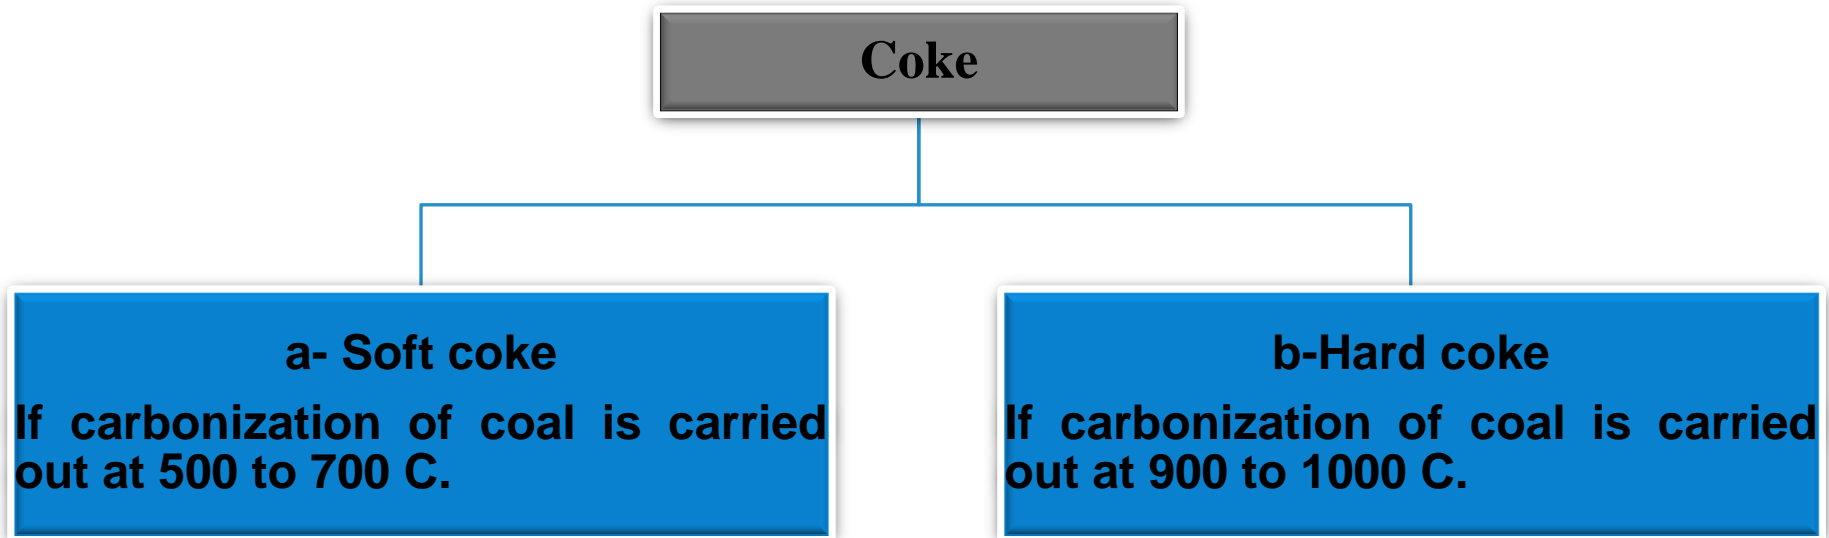 Coke
a- Soft coke
If carbonization of coal is carried
out at 500 to 700 C.
b-Hard coke
If carbonization of coal is carried
out at 900 to 1000 C.